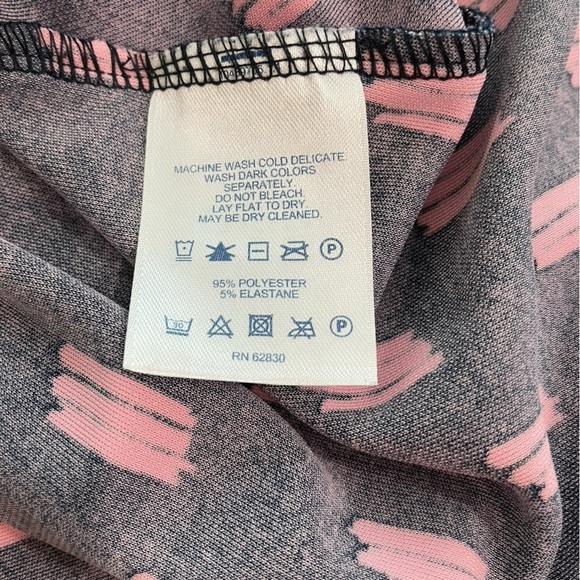 MACHINE WASH COLD DELICATE.
WASH DARK COLORS
SEPARATELY.
DO NOT BLEACH.
LAY FLAT TO DRY
MAY BE DRY CLEANED.
P
95% POLYESTER
5% ELASTANE
30 P
RN 62830